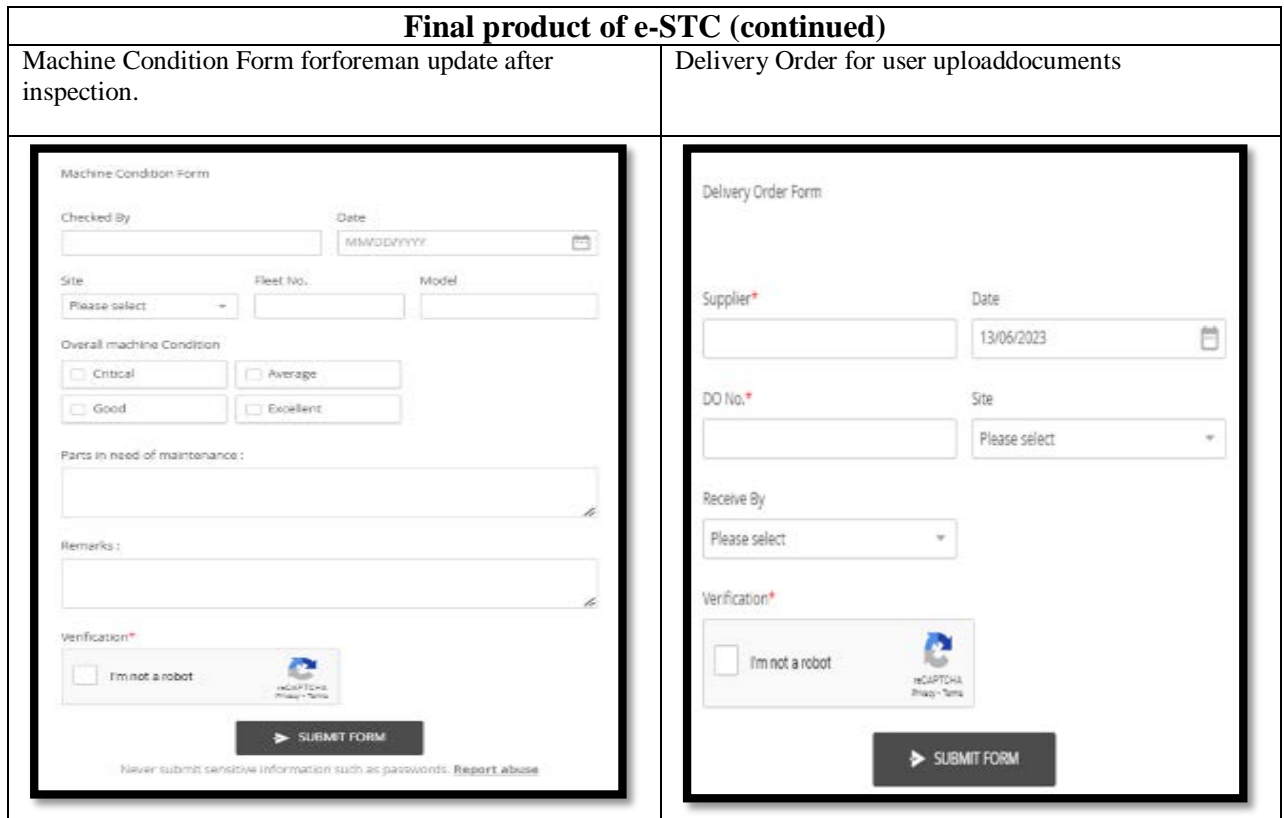 Final product of e-STC (continued)
Machine Condition Form forforeman update after
inspection.
Delivery Order for user uploaddocuments
Machine Condition Form
Checked By
Date
MM/DD/YYYY
Site
Fleet No.
Model
Please select
Overall machine Condition
Critical
Average
Good
Excellent
Parts in need of maintenance :
Remarks :
Verification*
I'm not a robot
reCAPTCHA
Privacy - Terms
SUBMIT FORM
Never submit sensitive information such as passwords. Report abuse
Delivery Order Form
Supplier*
Date
13/06/2023
DO No.*
Site
Please select
Receive By
Please select
Verification*
I'm not a robot
reCAPTCHA
Privacy - Terms
SUBMIT FORM